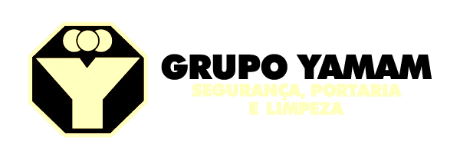 GRUPO YAMAM
SEGURANÇA, PORTARIA
E LIMPEZA